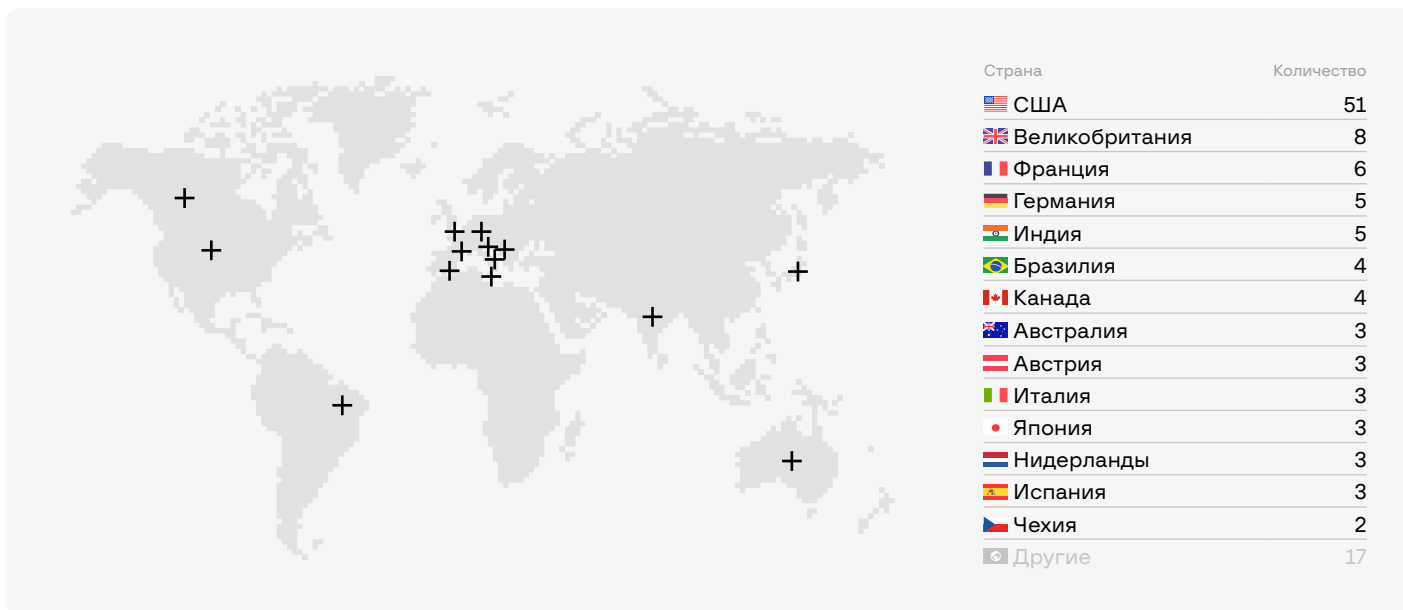 Страна Количество
США 51
Великобритания 8
Франция 6
Германия 5
Индия 5
Бразилия 4
Канада 4
Австралия 3
Австрия 3
Италия 3
Япония 3
Нидерланды 3
Испания 3
Чехия 2
Другие 17